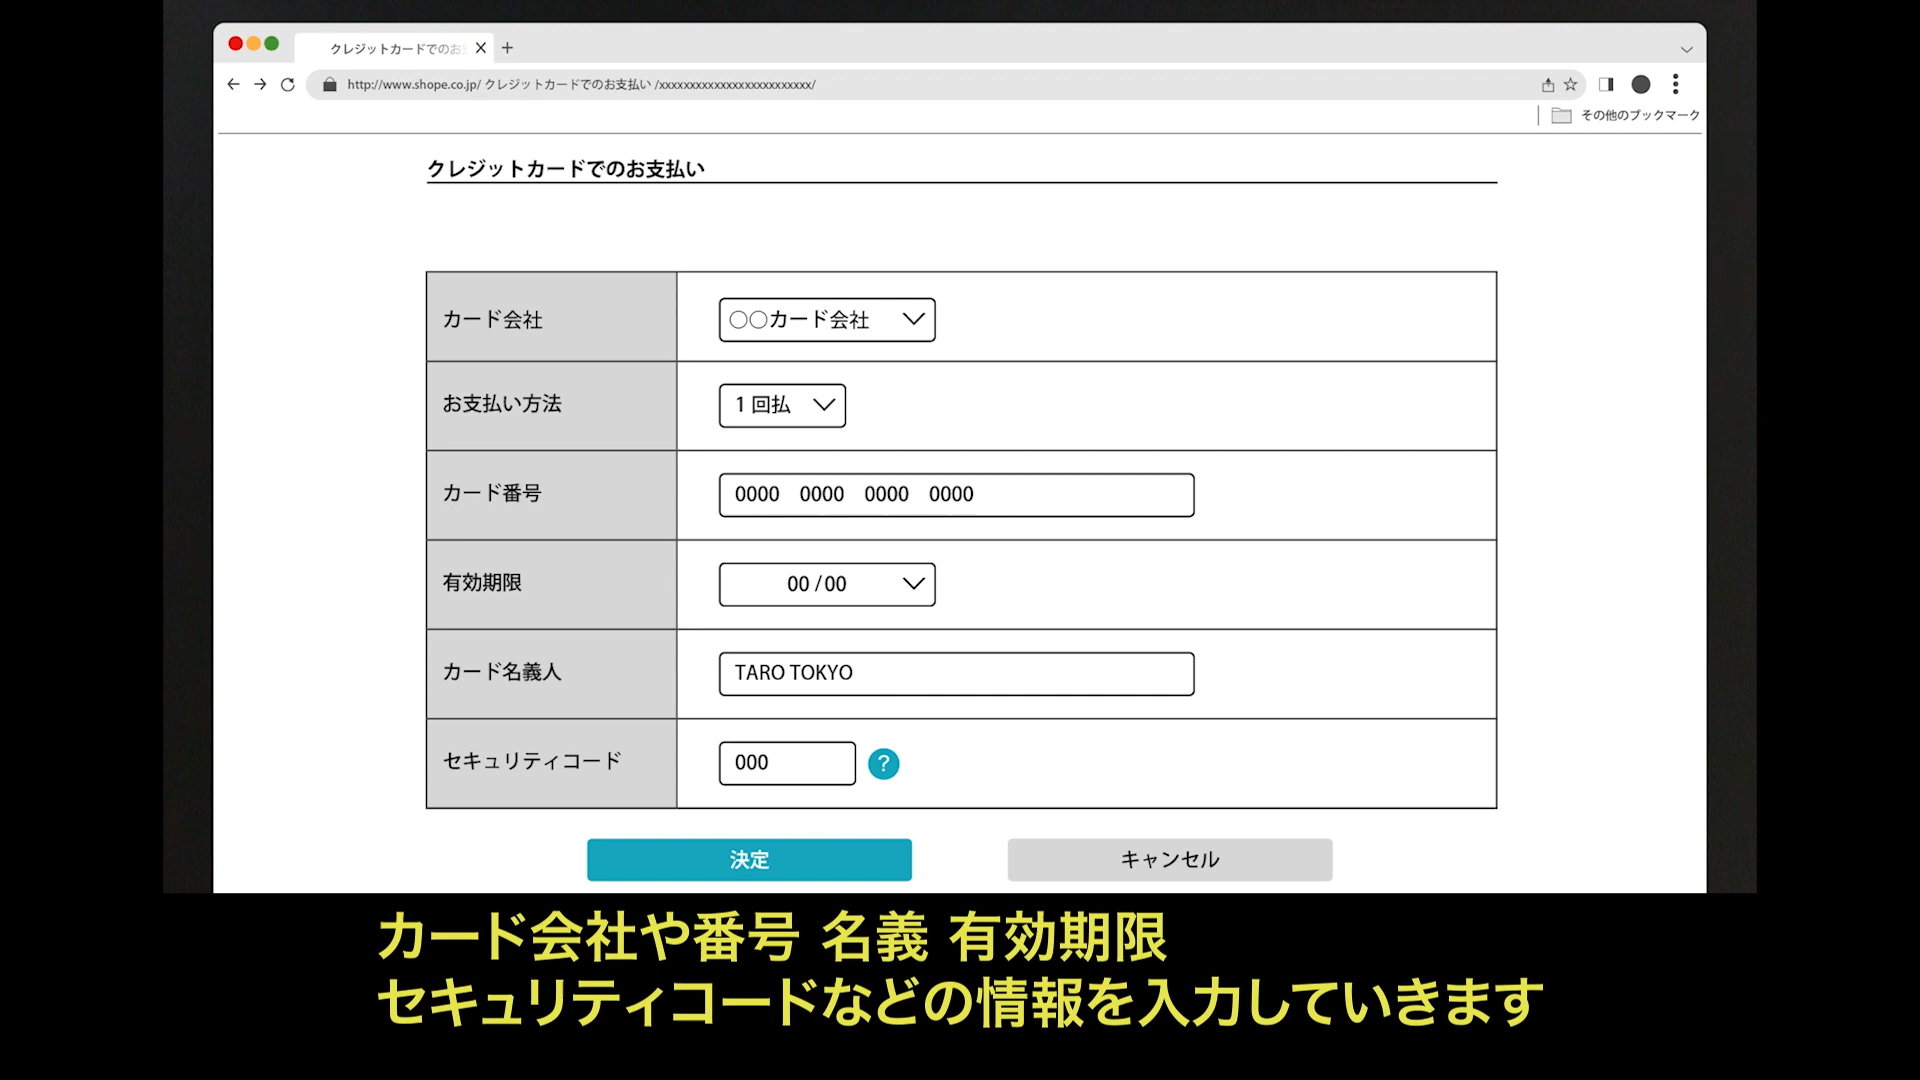 クレジットカードでのお
http://www.shope.co.jp/ クレジットカードでのお支払い /xxxxxxxxxxxxxxxxxxxxxxxxx/
その他のブックマーク
クレジットカードでのお支払い
カード会社 ○○カード会社
お支払い方法 1回払
カード番号 0000 0000 0000 0000
有効期限 00 /00
カード名義人 TARO TOKYO
セキュリティコード 000 ?
決定 キャンセル
カード会社や番号 名義 有効期限
セキュリティコードなどの情報を入力していきます